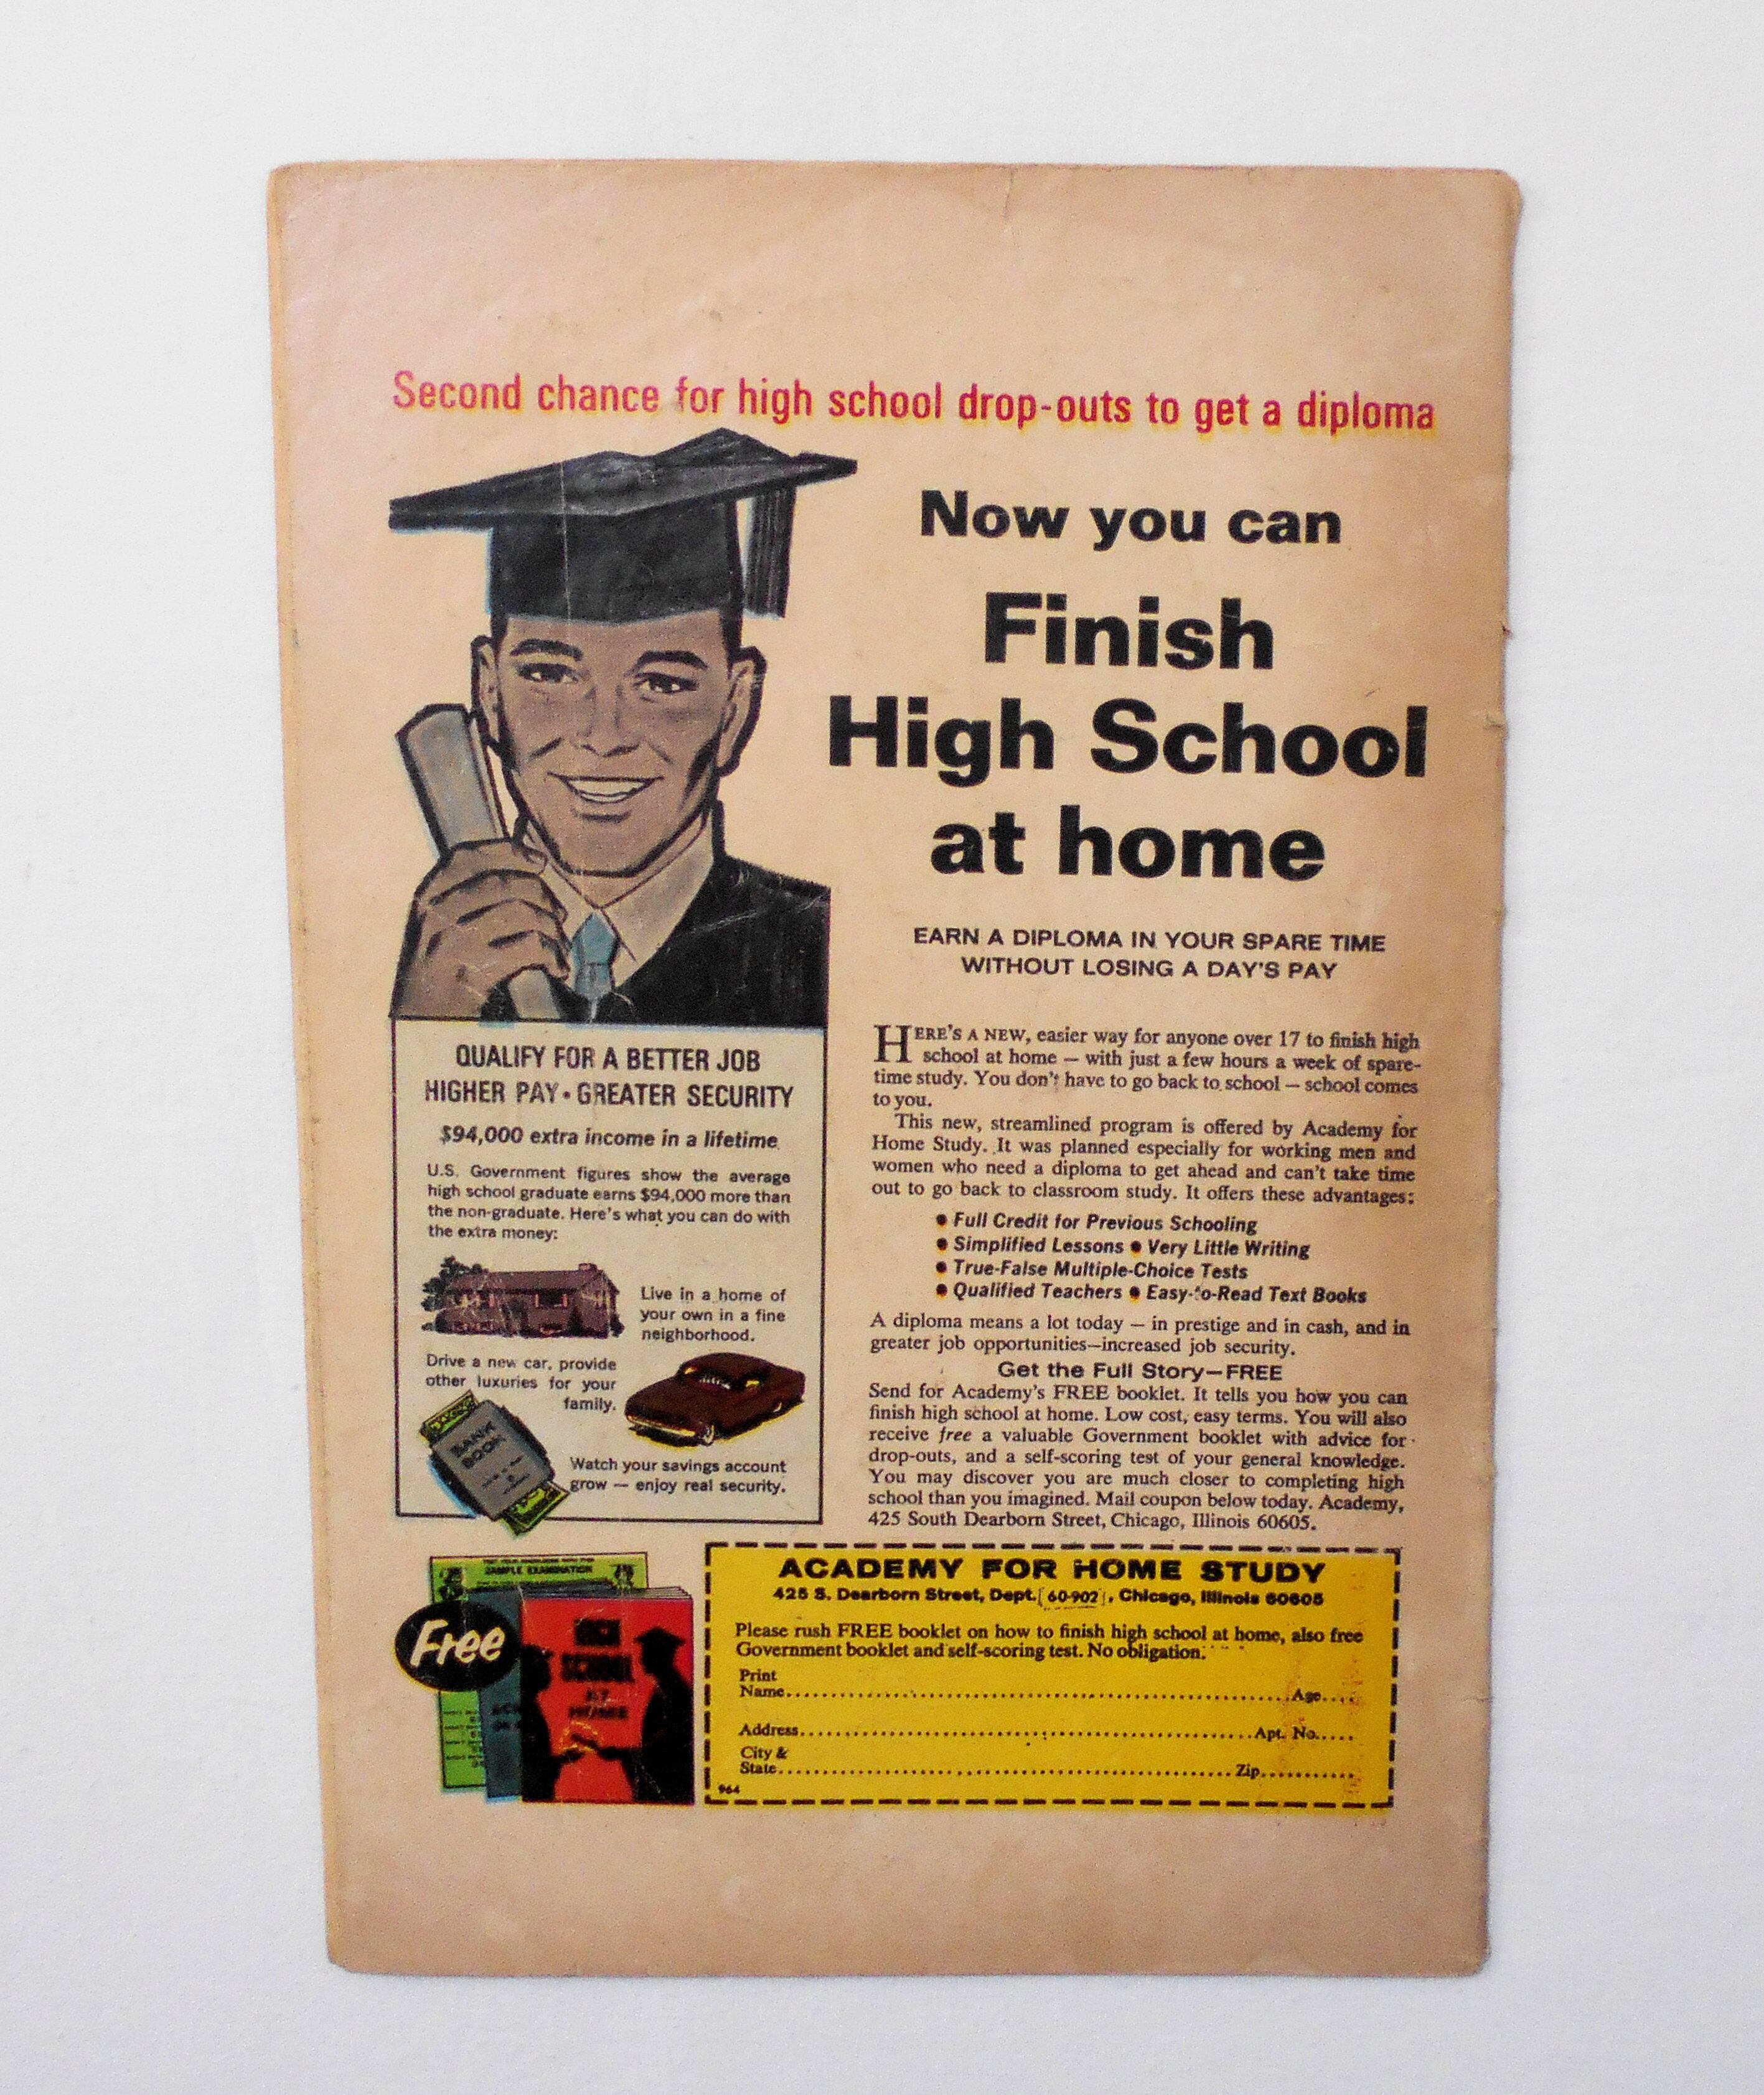 Second chance for high school drop-outs to get a diploma
Now you can
Finish
High School
at home
EARN A DIPLOMA IN YOUR SPARE TIME
WITHOUT LOSING A DAY'S PAY
QUALIFY FOR A BETTER JOB
HIGHER PAY • GREATER SECURITY
$94,000 extra income in a lifetime
U.S. Government figures show the average
high school graduate earns $94,000 more than
the non-graduate. Here's what you can do with
the extra money:
Live in a home of
your own in a fine
neighborhood.
Drive a new car, provide
other luxuries for your
family.
BANK
BOOK
Watch your savings account
grow — enjoy real security.
HERE'S A NEW, easier way for anyone over 17 to finish high
school at home — with just a few hours a week of spare-
time study. You don't have to go back to school — school comes
to you.
This new, streamlined program is offered by Academy for
Home Study. It was planned especially for working men and
women who need a diploma to get ahead and can't take time
out to go back to classroom study. It offers these advantages:
• Full Credit for Previous Schooling
• Simplified Lessons • Very Little Writing
• True-False Multiple-Choice Tests
• Qualified Teachers • Easy-to-Read Text Books
A diploma means a lot today — in prestige and in cash, and in
greater job opportunities—increased job security.
Get the Full Story—FREE
Send for Academy's FREE booklet. It tells you how you can
finish high school at home. Low cost, easy terms. You will also
receive free a valuable Government booklet with advice for
drop-outs, and a self-scoring test of your general knowledge.
You may discover you are much closer to completing high
school than you imagined. Mail coupon below today. Academy,
425 South Dearborn Street, Chicago, Illinois 60605.
SAMPLE EXAMINATION
Free
HIGH
SCHOOL
AT
HOME
ACADEMY FOR HOME STUDY
425 S. Dearborn Street, Dept. 60-902, Chicago, Illinois 60605
Please rush FREE booklet on how to finish high school at home, also free
Government booklet and self-scoring test. No obligation.
Print
Name Age
Address Apt. No.
City &
State Zip
964